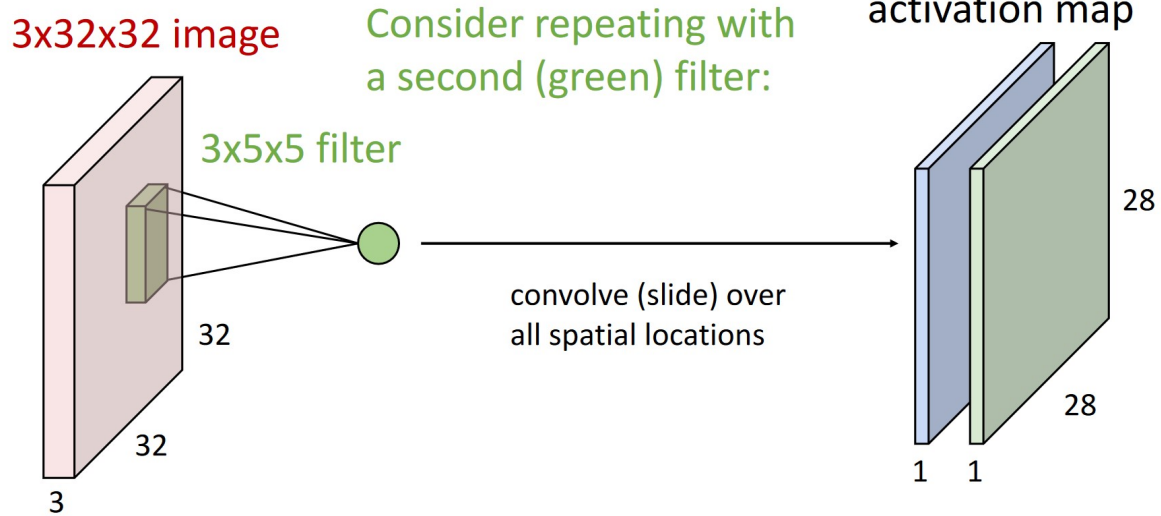 3x32x32 image
Consider repeating with
a second (green) filter:
activation map
3x5x5 filter
28
convolve (slide) over
all spatial locations
32
28
32
1 1
3